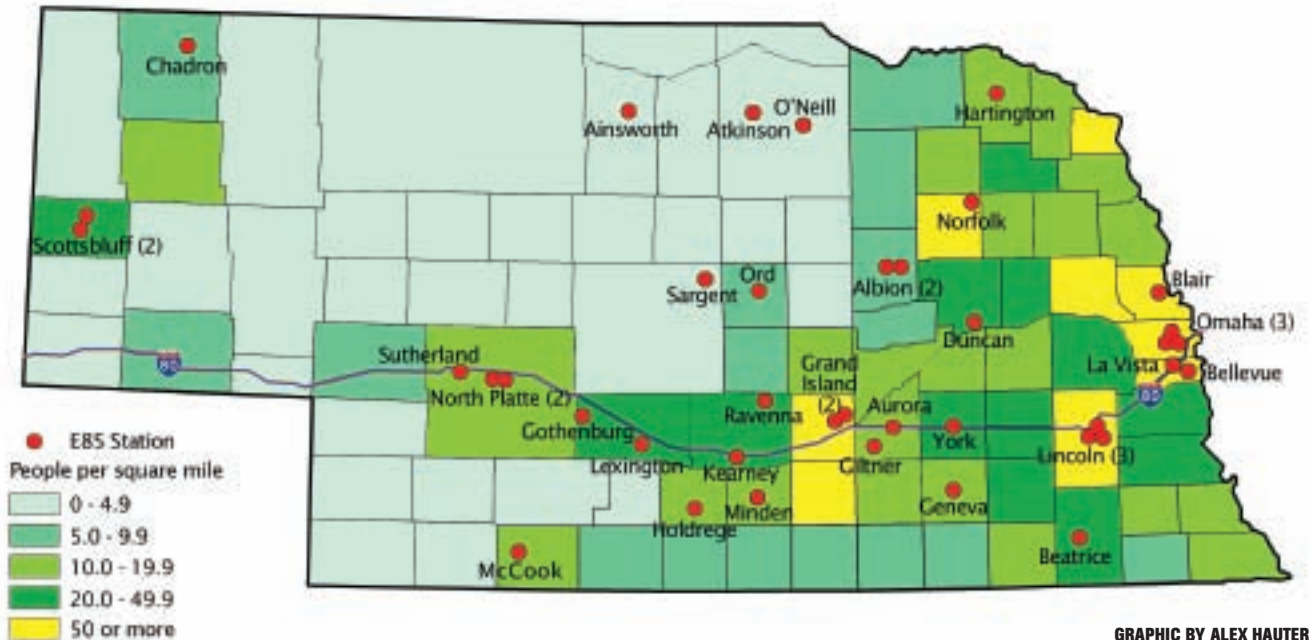 Chadron
Ainsworth
Atkinson
O'Neill
Hartington
Scottsbluff (2)
Norfolk
Sargent
Ord
Albion (2)
Blair
Omaha (3)
Duncan
La Vista
Bellevue
80
80
Sutherland
North Platte (2)
Grand
Island
(2)
Ravenna
Aurora
York
Gothenburg
Lexington
Kearney
Giltner
Lincoln (3)
Minden
Holdrege
Geneva
McCook
Beatrice
E85 Station
People per square mile
0 - 4.9
5.0 - 9.9
10.0 - 19.9
20.0 - 49.9
50 or more
GRAPHIC BY ALEX HAUTER